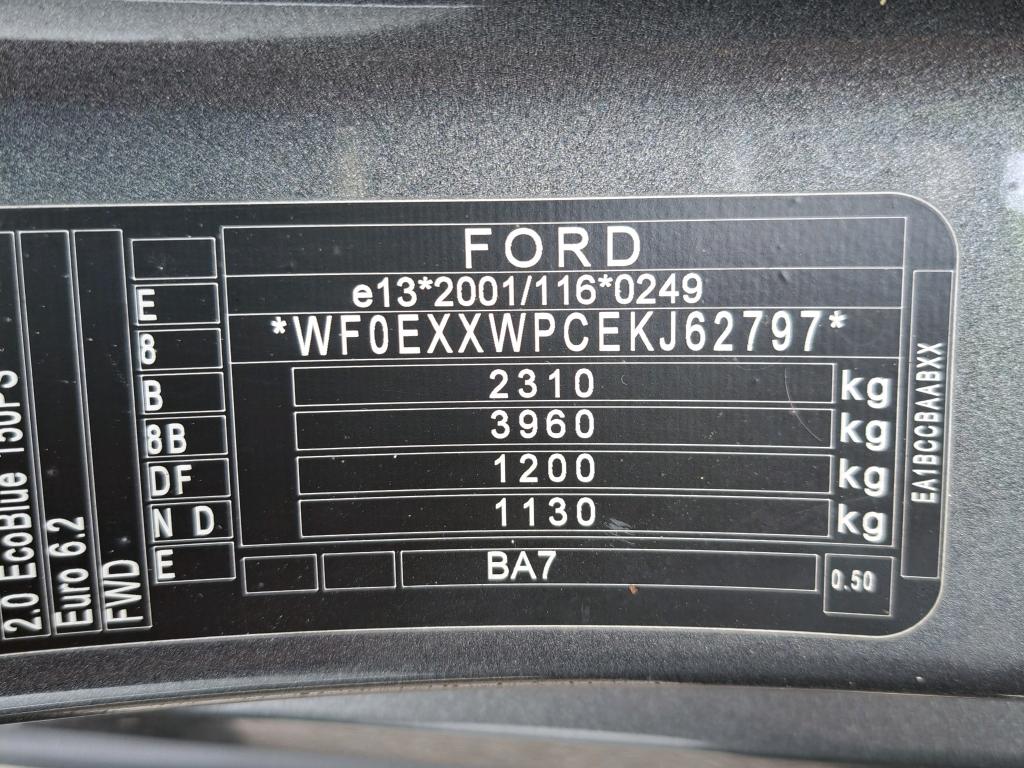 FORD
e13*2001/116*0249
*WF0EXXWPCEKJ62797*
2310 kg
3960 kg
1200 kg
1130 kg
BA7
0.50
E
8
B
8B
DF
N D
E
2.0 EcoBlue 150PS
Euro 6.2
FWD
EA1BCCBAABXX